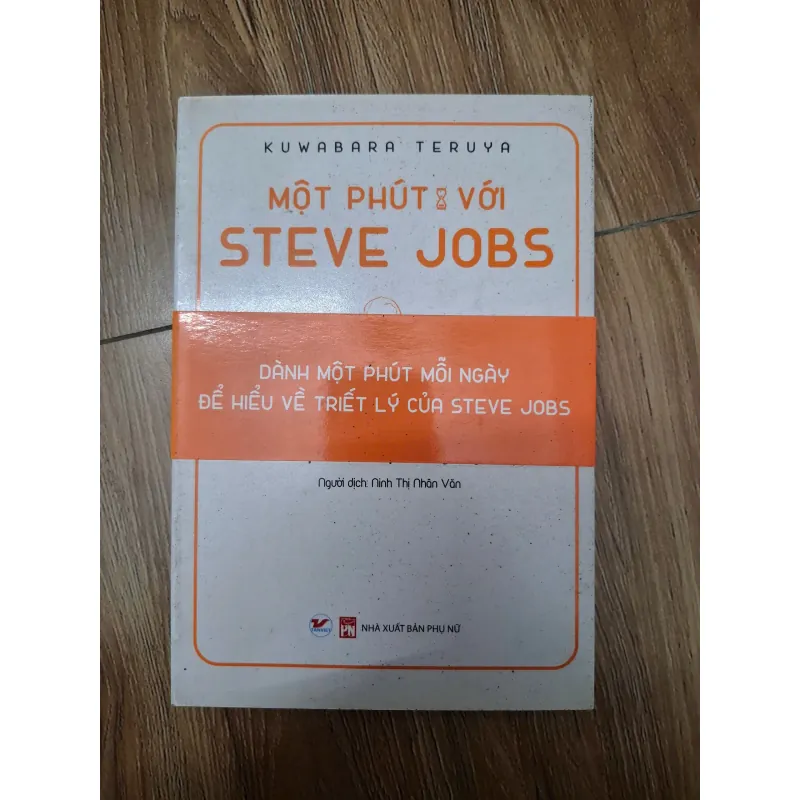 KUWABARA TERUYA
MỘT PHÚT VỚI
STEVE JOBS
DÀNH MỘT PHÚT MỖI NGÀY
ĐỂ HIỂU VỀ TRIẾT LÝ CỦA STEVE JOBS
Người dịch: Ninh Thị Nhân Văn
PN NHÀ XUẤT BẢN PHỤ NỮ